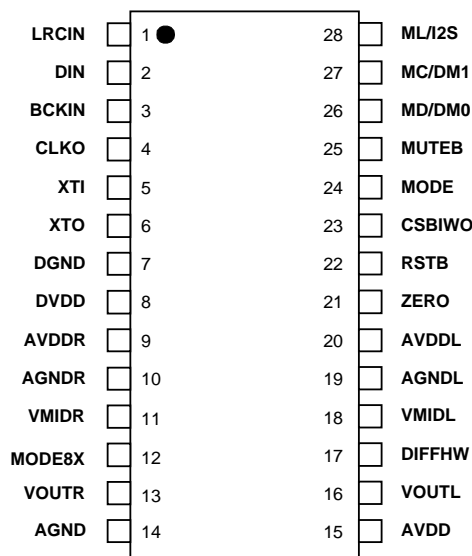 LRCIN 1 28 ML/I2S
DIN 2 27 MC/DM1
BCKIN 3 26 MD/DM0
CLKO 4 25 MUTEB
XTI 5 24 MODE
XTO 6 23 CSBIWO
DGND 7 22 RSTB
DVDD 8 21 ZERO
AVDDR 9 20 AVDDL
AGNDR 10 19 AGNDL
VMIDR 11 18 VMIDL
MODE8X 12 17 DIFFHW
VOUTR 13 16 VOUTL
AGND 14 15 AVDD